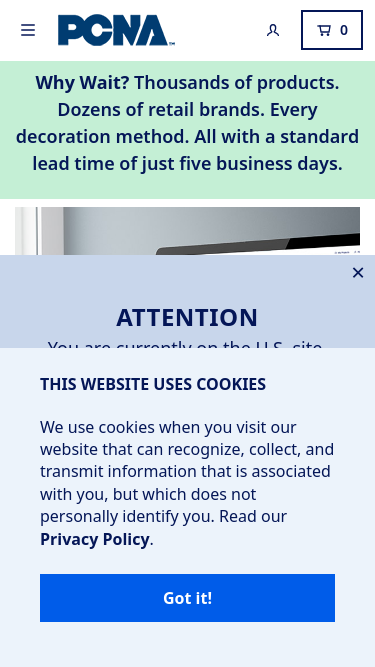 PCNA
0
Why Wait? Thousands of products.
Dozens of retail brands. Every
decoration method. All with a standard
lead time of just five business days.
ATTENTION
You are currently on the U.S. site.
THIS WEBSITE USES COOKIES
We use cookies when you visit our
website that can recognize, collect, and
transmit information that is associated
with you, but which does not
personally identify you. Read our
Privacy Policy.
Got it!